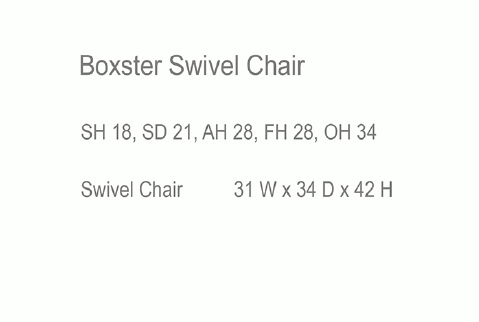 Boxster Swivel Chair
SH 18, SD 21, AH 28, FH 28, OH 34
Swivel Chair 31 W x 34 D x 42 H